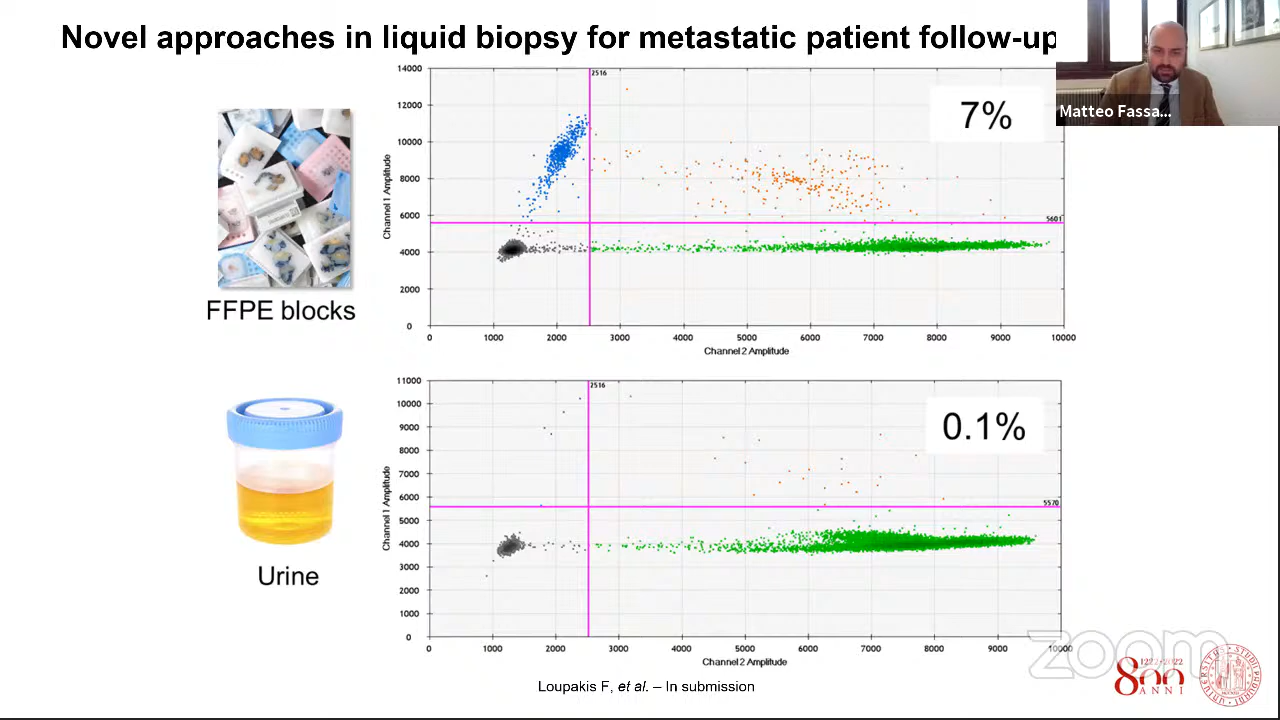 Novel approaches in liquid biopsy for metastatic patient follow-up
Matteo Fassa...
FFPE blocks
7%
2516
5601
Channel 1 Amplitude
14000
12000
10000
8000
6000
4000
2000
0
0 1000 2000 3000 4000 5000 6000 7000 8000 9000 10000
Channel 2 Amplitude
Urine
0.1%
2516
5570
Channel 1 Amplitude
11000
10000
9000
8000
7000
6000
5000
4000
3000
2000
1000
0
0 1000 2000 3000 4000 5000 6000 7000 8000 9000 10000
Channel 2 Amplitude
zoom
Loupakis F, et al. – In submission
1222·2022
800
ANNI